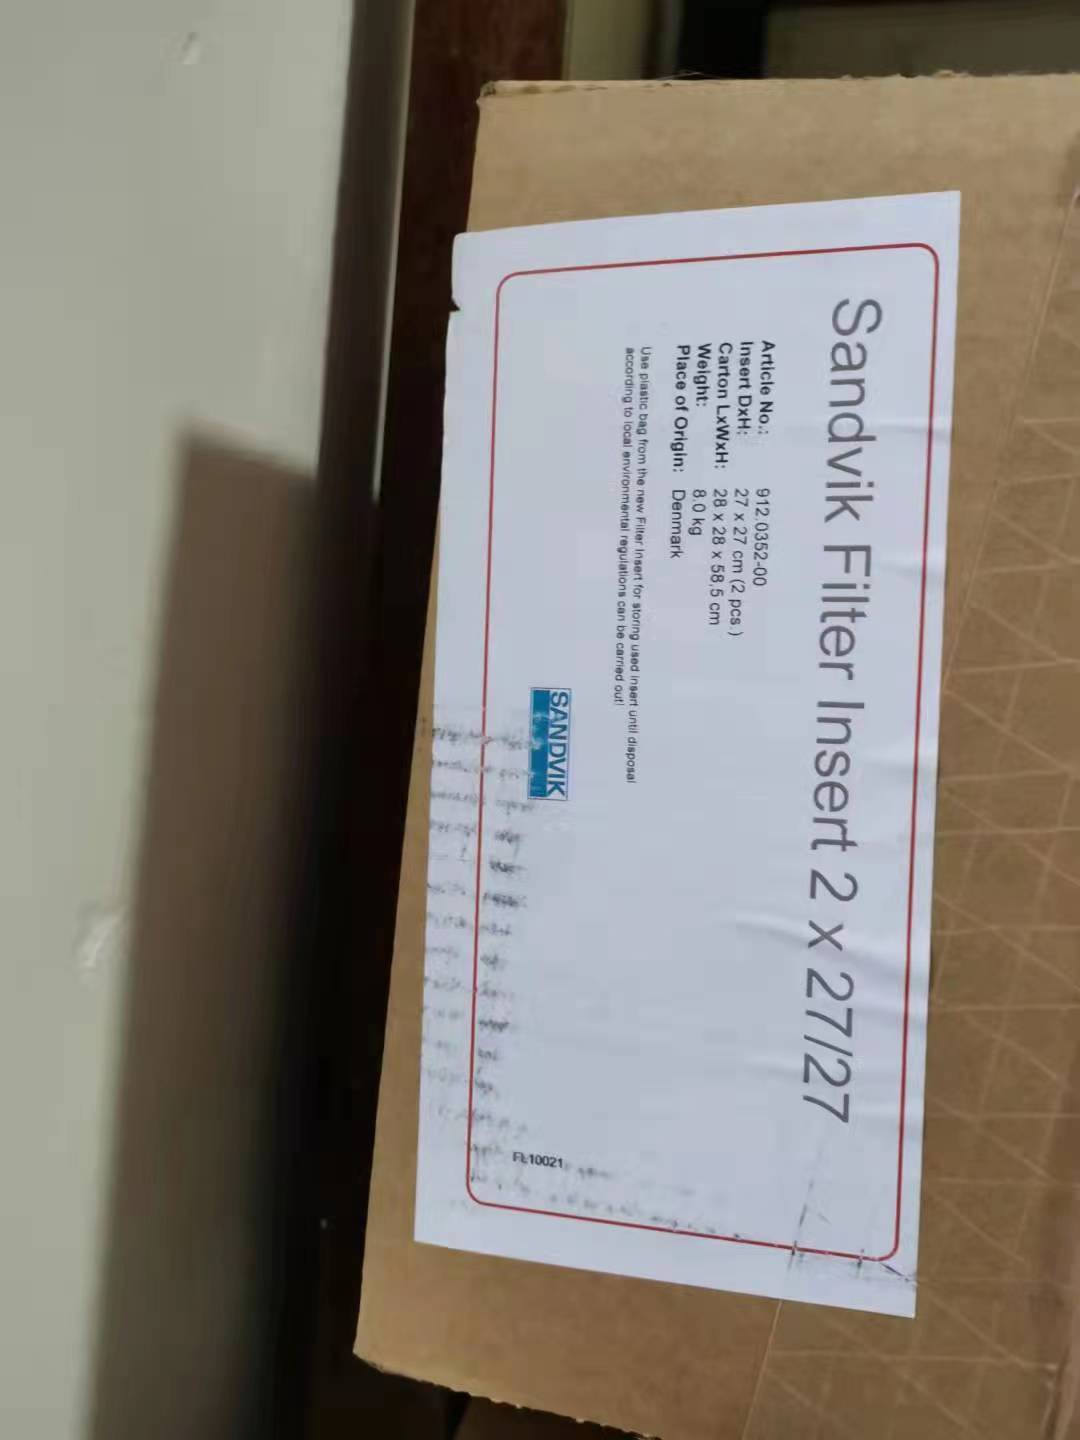 Sandvik Filter Insert 2 x 27/27
Article No.: 912.0352-00
Insert DxH: 27 x 27 cm (2 pcs.)
Carton LxWxH: 28 x 28 x 58,5 cm
Weight: 8.0 kg
Place of Origin: Denmark
Use plastic bag from the new Filter Insert for storing used insert until disposal
according to local environmental regulations can be carried out!
SANDVIK
FL10021